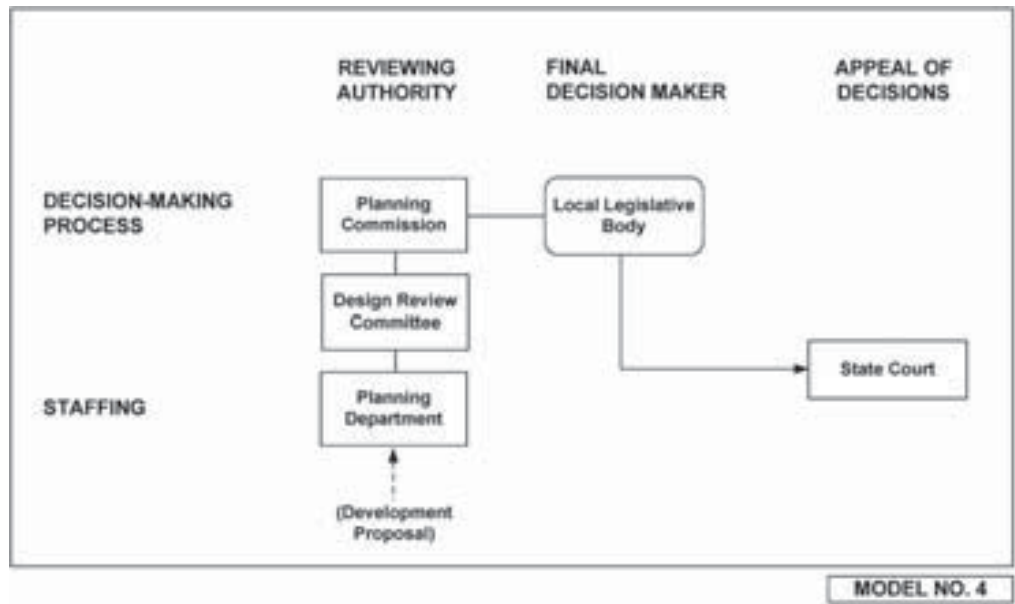 REVIEWING
AUTHORITY
FINAL
DECISION MAKER
APPEAL OF
DECISIONS
DECISION-MAKING
PROCESS
Planning
Commission
Local Legislative
Body
Design Review
Committee
State Court
STAFFING
Planning
Department
(Development
Proposal)
MODEL NO. 4